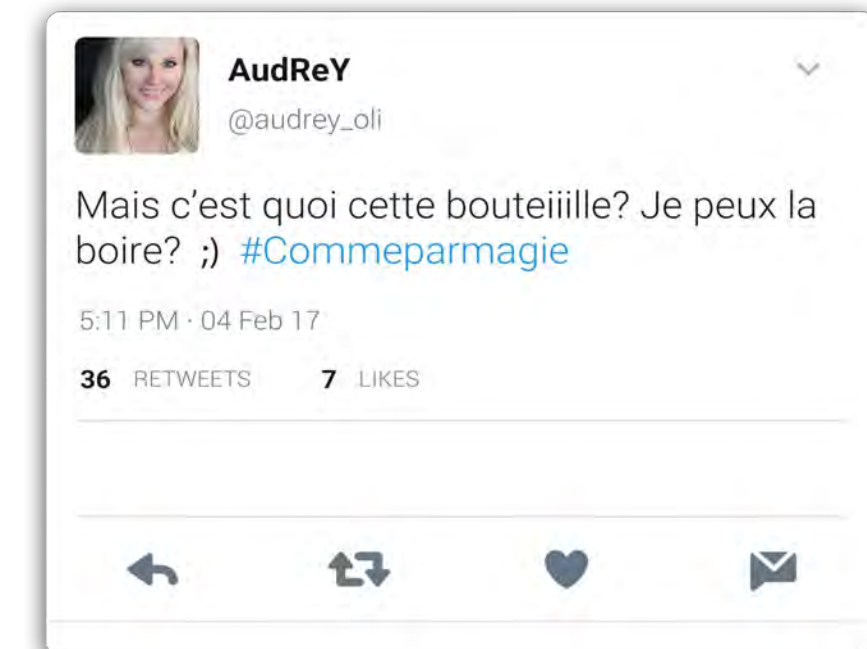 AudReY
@audrey_oli
Mais c'est quoi cette bouteiiiille? Je peux la
boire? ;) #Commeparmagie
5:11 PM · 04 Feb 17
36 RETWEETS 7 LIKES